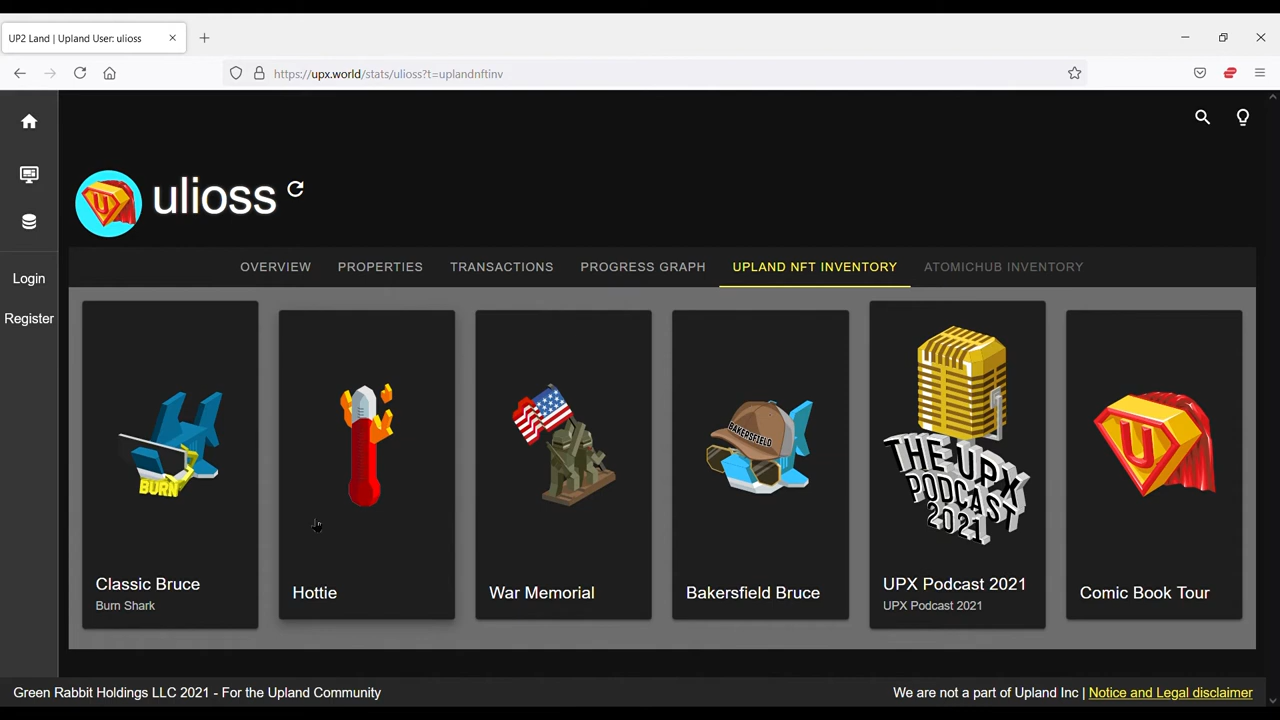 UP2 Land | Upland User: ulioss
https://upx.world/stats/ulioss?t=uplandnftinv
ulioss
OVERVIEW PROPERTIES TRANSACTIONS PROGRESS GRAPH UPLAND NFT INVENTORY ATOMICHUB INVENTORY
Login
Register
BURN
BAKERSFIELD
THE UPX
PODCAST
2021
U
Classic Bruce
Burn Shark
Hottie
War Memorial
Bakersfield Bruce
UPX Podcast 2021
UPX Podcast 2021
Comic Book Tour
Green Rabbit Holdings LLC 2021 - For the Upland Community
We are not a part of Upland Inc | Notice and Legal disclaimer